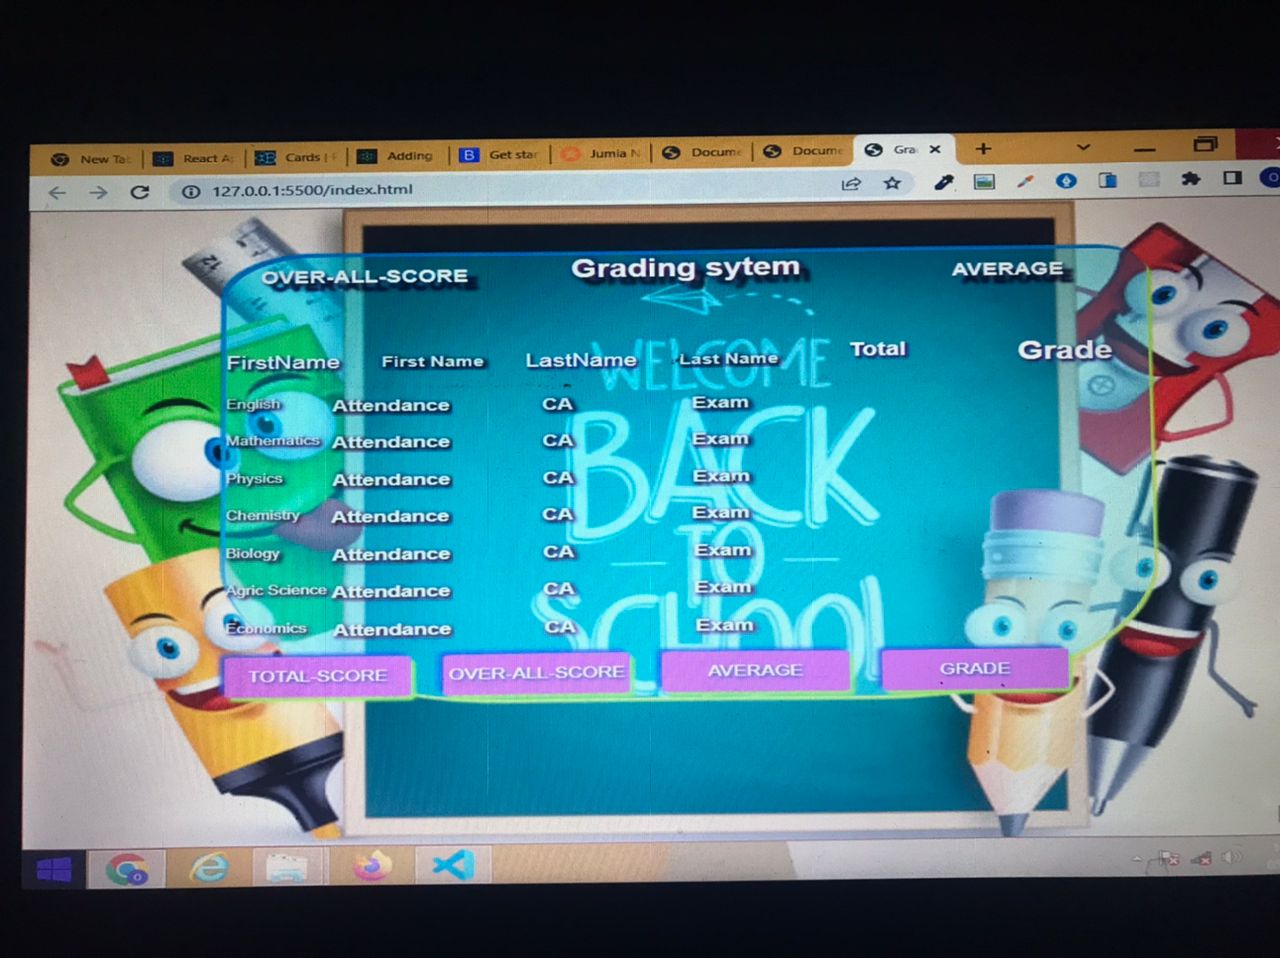 New Ta
React A
Cards | F
Adding
Get star
Jumia N
Docume
Docume
Gra
127.0.0.1:5500/index.html
OVER-ALL-SCORE
Grading sytem
AVERAGE
FirstName
First Name
LastName
Last Name
Total
Grade
WELCOME
BACK
TO
SCHOOL
English Attendance CA Exam
Mathematics Attendance CA Exam
Physics Attendance CA Exam
Chemistry Attendance CA Exam
Biology Attendance CA Exam
Agric Science Attendance CA Exam
Economics Attendance CA Exam
TOTAL-SCORE
OVER-ALL-SCORE
AVERAGE
GRADE